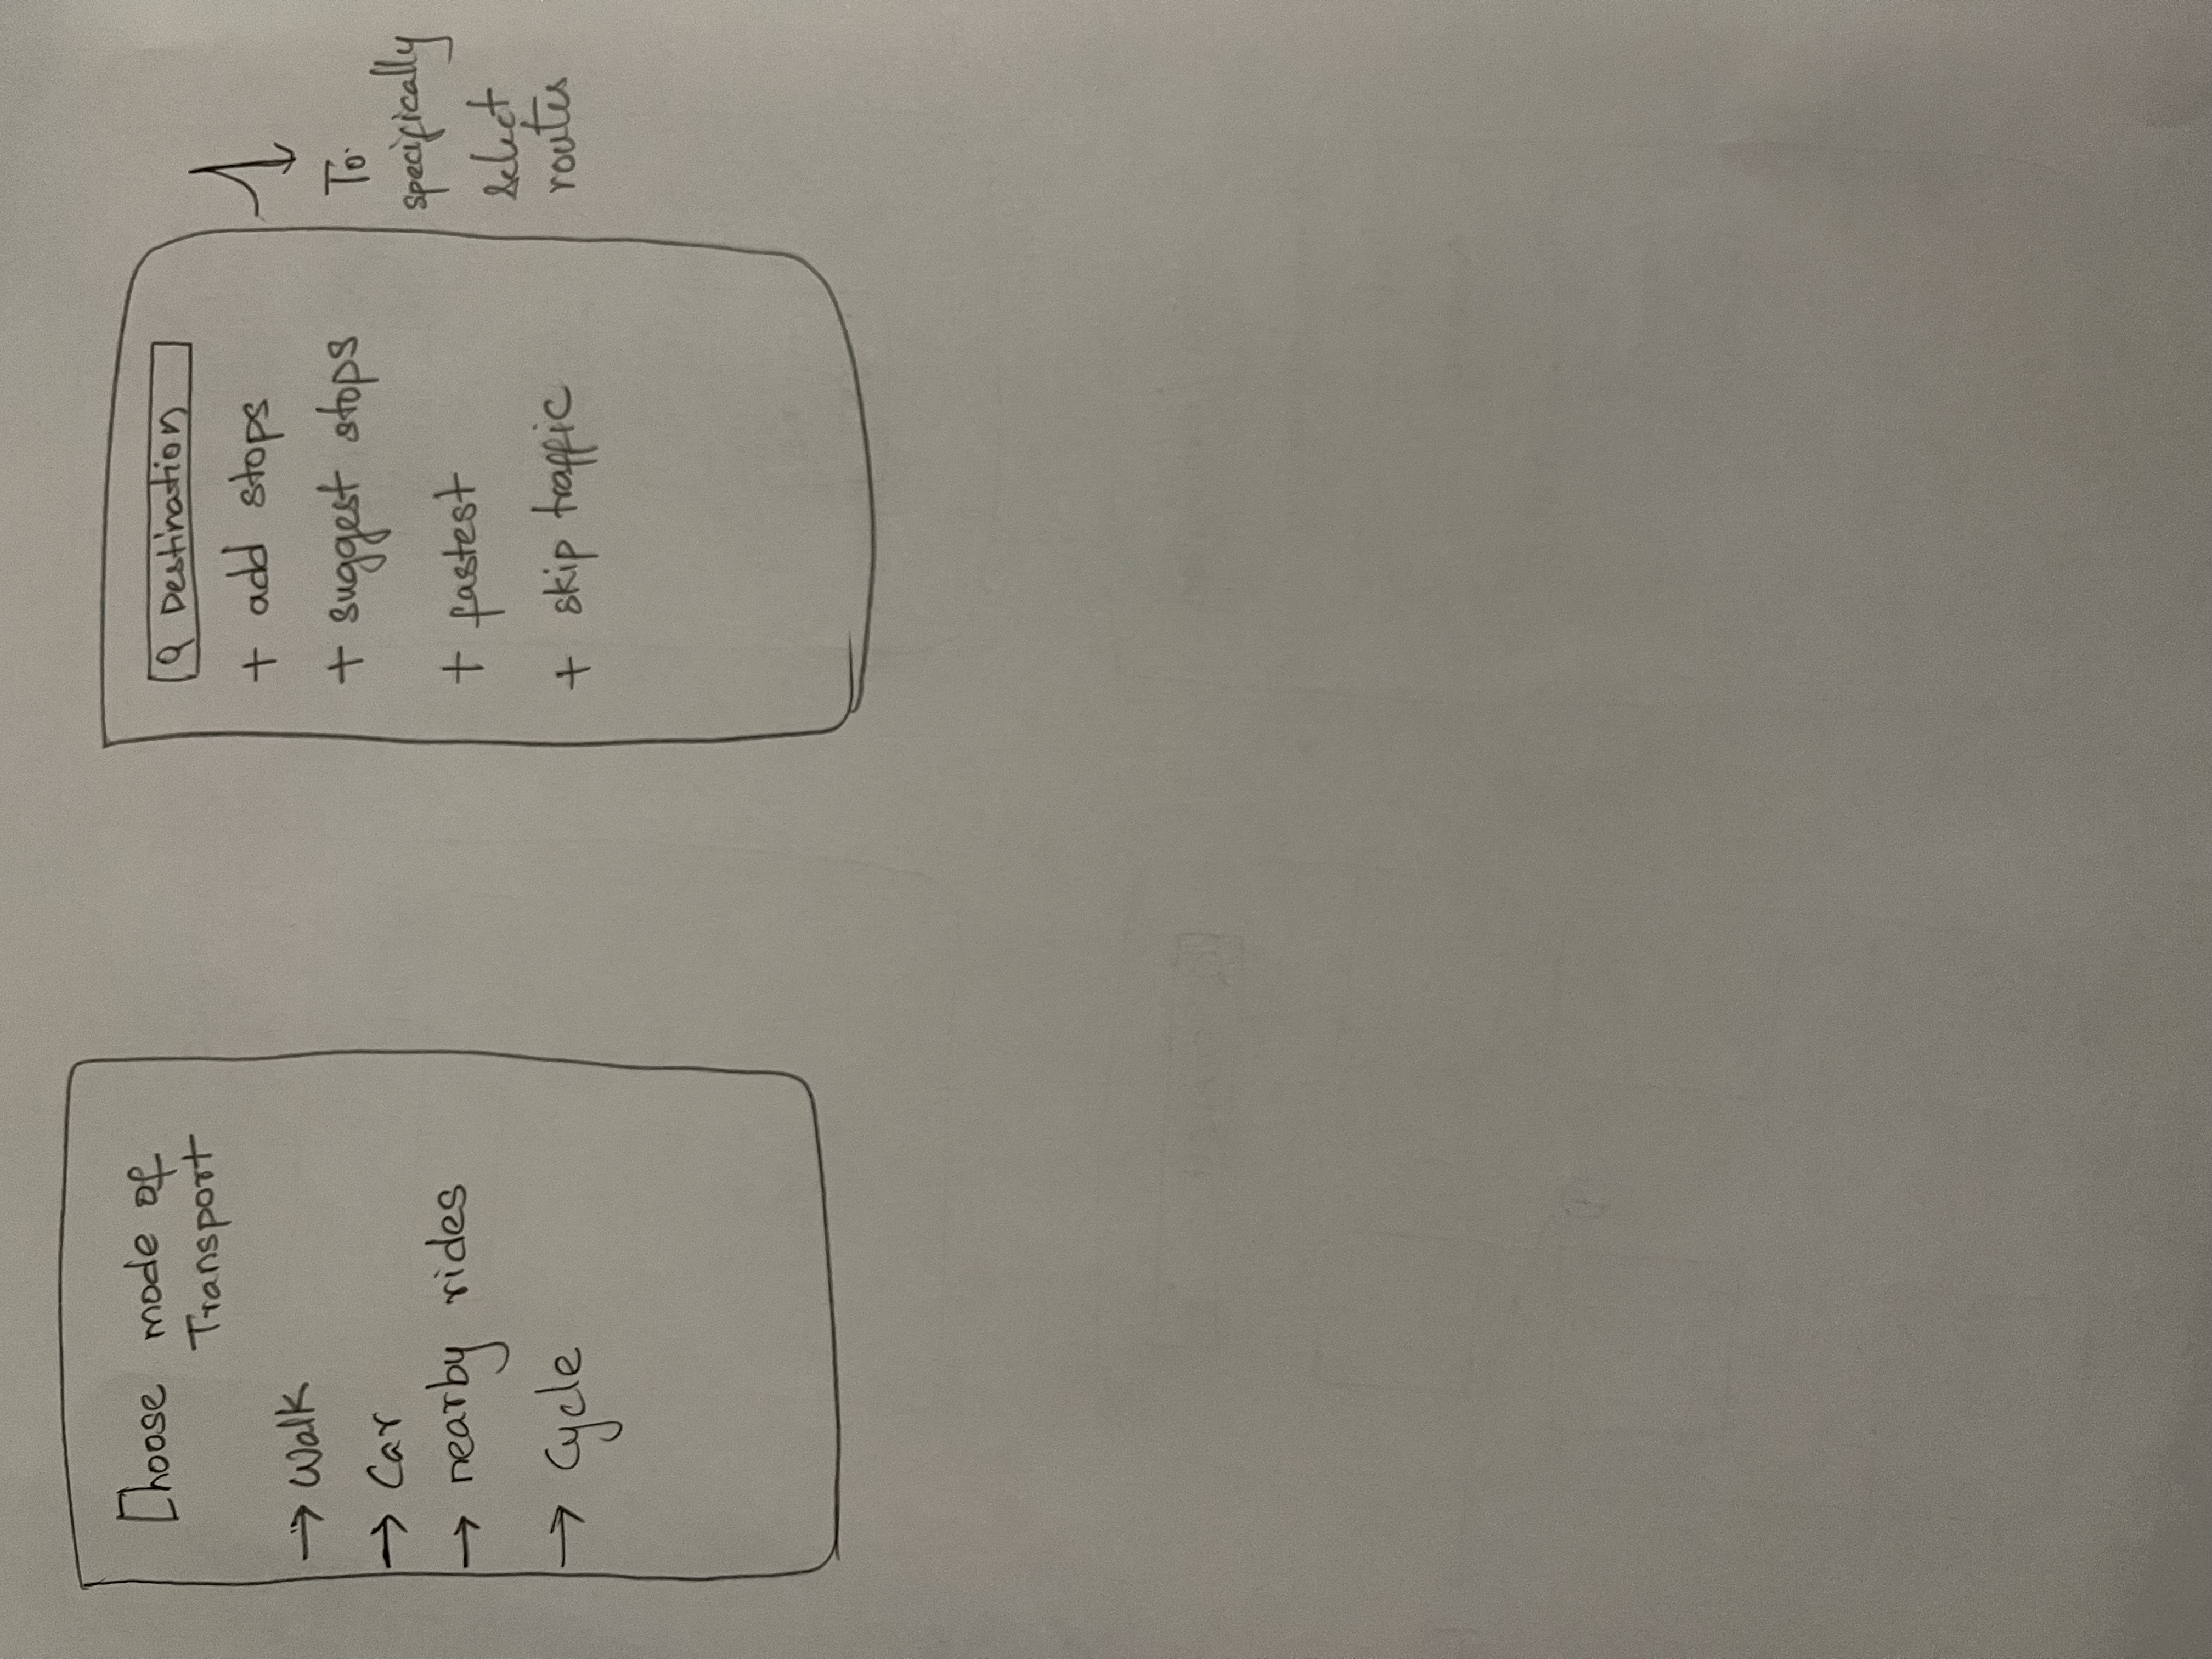 Choose mode of
Transport
→ Walk
→ Car
→ nearby rides
→ Cycle
Destination
+ add stops
+ suggest stops
+ fastest
+ skip traffic
To
specifically
select
routes